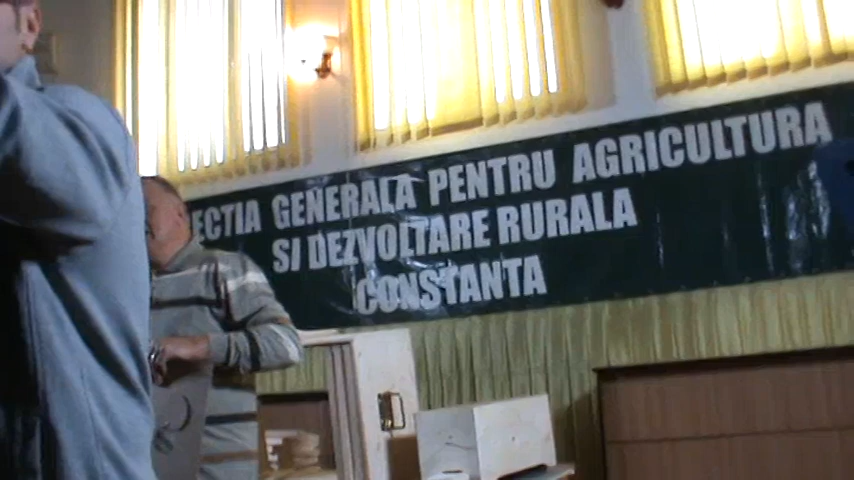 ECTIA GENERALA PENTRU AGRICULTURA
SI DEZVOLTARE RURALA
CONSTANTA